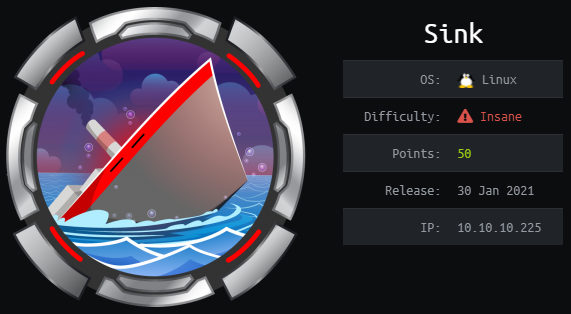 Sink
OS: Linux
Difficulty: Insane
Points: 50
Release: 30 Jan 2021
IP: 10.10.10.225